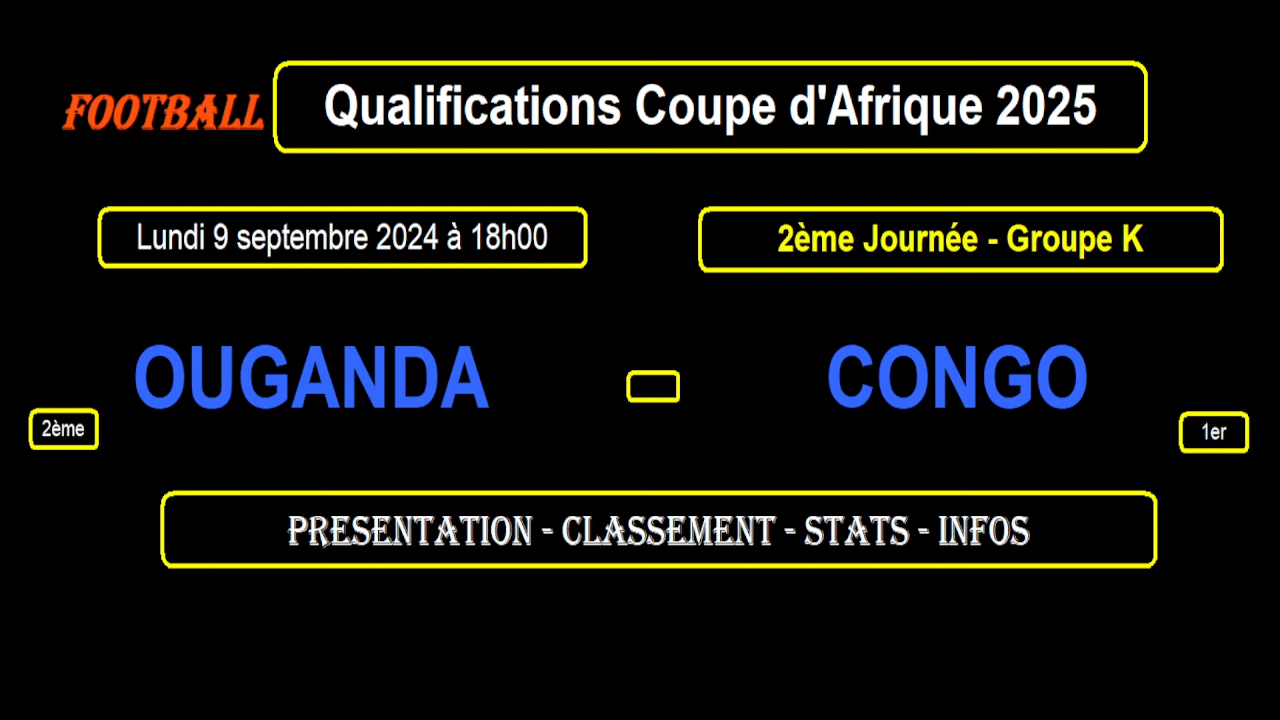 FOOTBALL
Qualifications Coupe d'Afrique 2025
Lundi 9 septembre 2024 à 18h00
2ème Journée - Groupe K
OUGANDA
CONGO
2ème
1er
PRESENTATION - CLASSEMENT - STATS - INFOS